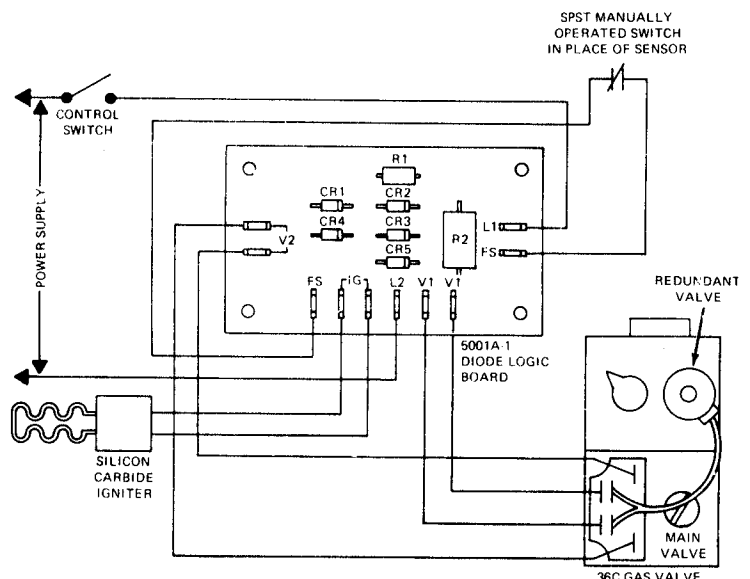 SPST MANUALLY
OPERATED SWITCH
IN PLACE OF SENSOR
CONTROL
SWITCH
POWER SUPPLY
R1
CR1
CR2
CR4
CR3
CR5
R2
L1
FS
V2
FS
IG
L2
V1
V1
5001A-1
DIODE LOGIC
BOARD
REDUNDANT
VALVE
SILICON
CARBIDE
IGNITER
MAIN
VALVE
36C GAS VALVE